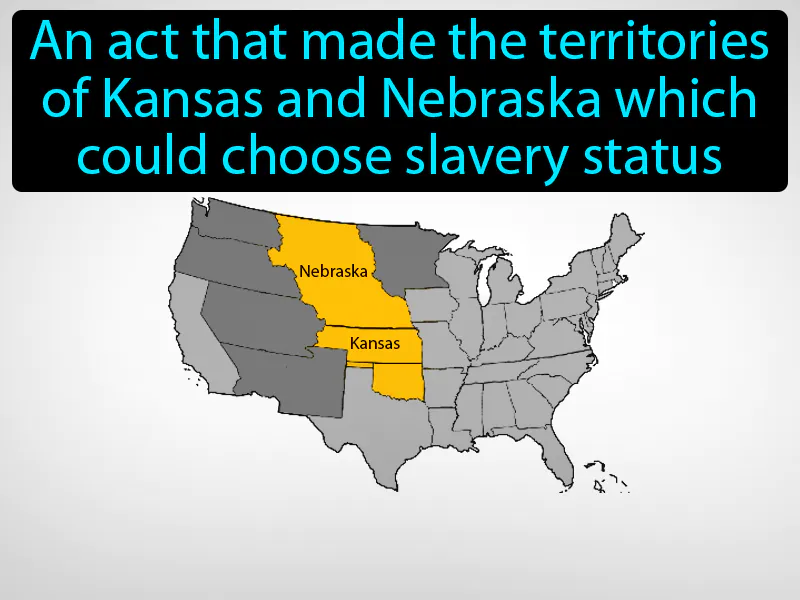 An act that made the territories
of Kansas and Nebraska which
could choose slavery status
Nebraska
Kansas